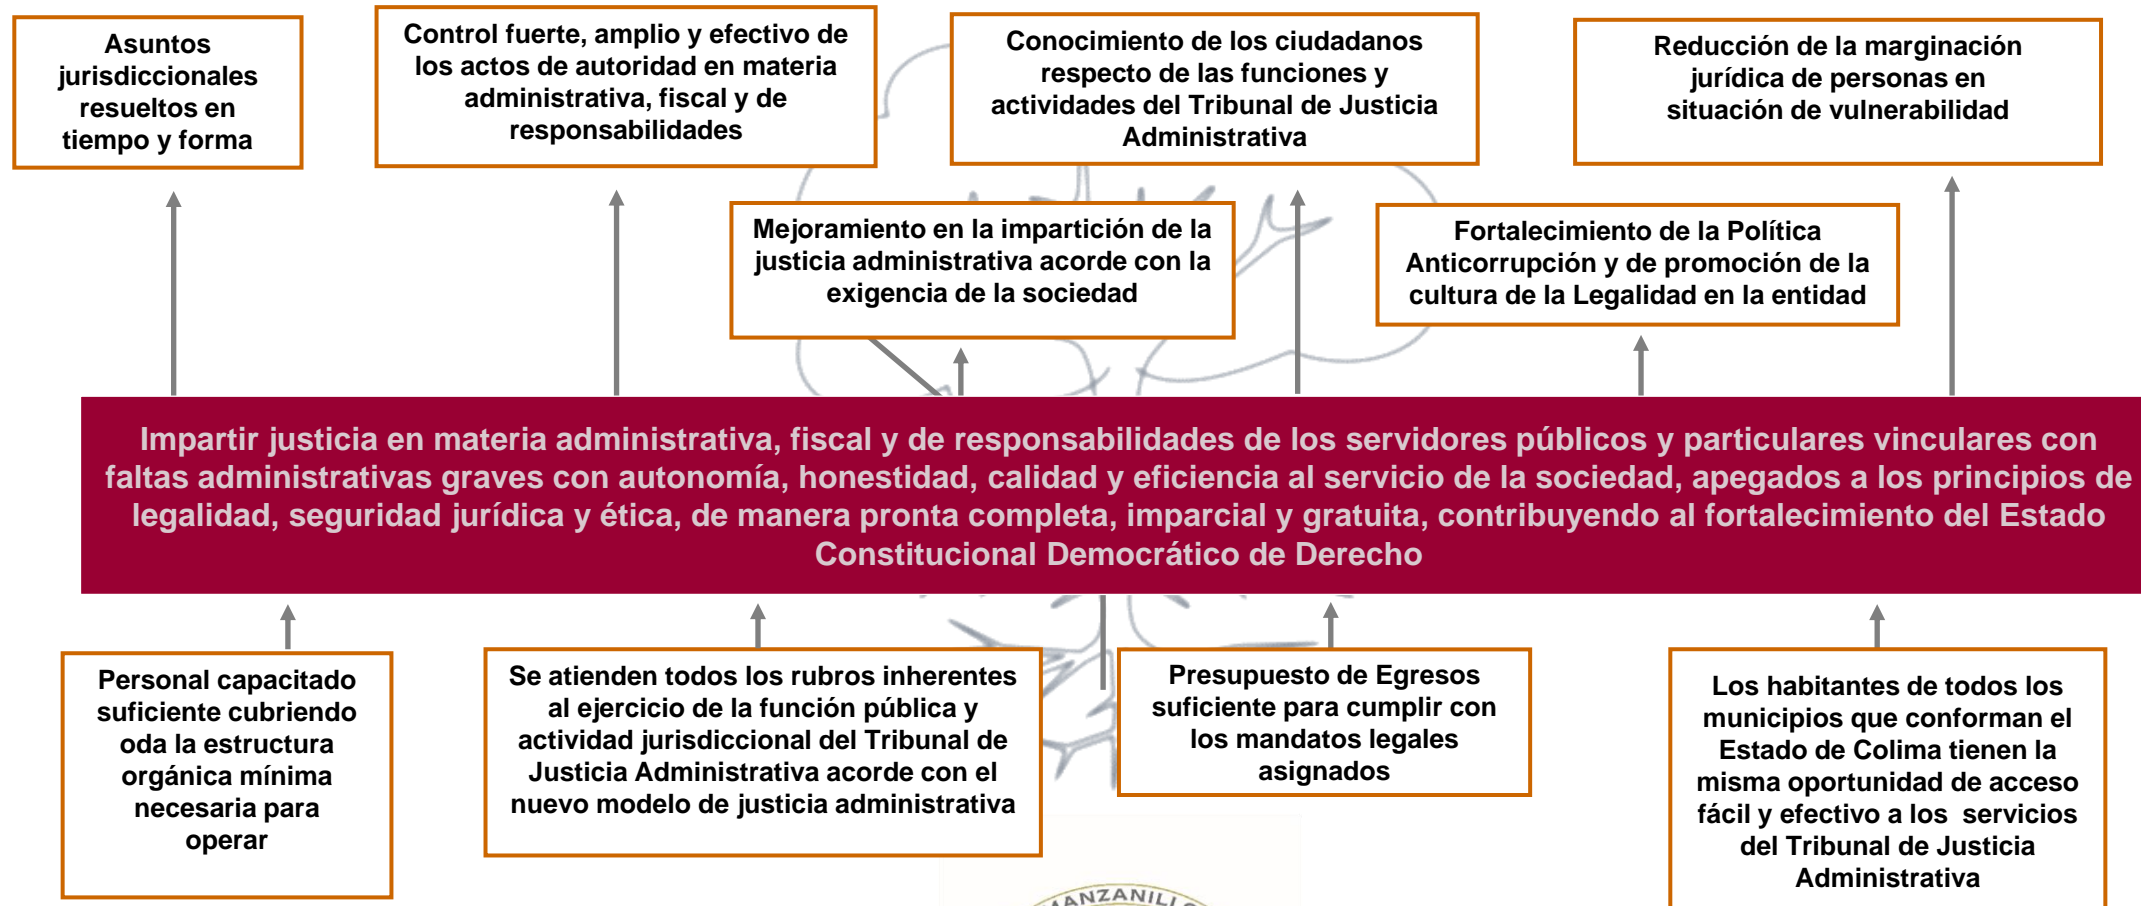 Asuntos
jurisdiccionales
resueltos en
tiempo y forma
Control fuerte, amplio y efectivo de
los actos de autoridad en materia
administrativa, fiscal y de
responsabilidades
Conocimiento de los ciudadanos
respecto de las funciones y
actividades del Tribunal de Justicia
Administrativa
Reducción de la marginación
jurídica de personas en
situación de vulnerabilidad
Mejoramiento en la impartición de la
justicia administrativa acorde con la
exigencia de la sociedad
Fortalecimiento de la Política
Anticorrupción y de promoción de la
cultura de la Legalidad en la entidad
Impartir justicia en materia administrativa, fiscal y de responsabilidades de los servidores públicos y particulares vinculares con
faltas administrativas graves con autonomía, honestidad, calidad y eficiencia al servicio de la sociedad, apegados a los principios de
legalidad, seguridad jurídica y ética, de manera pronta completa, imparcial y gratuita, contribuyendo al fortalecimiento del Estado
Constitucional Democrático de Derecho
Personal capacitado
suficiente cubriendo
oda la estructura
orgánica mínima
necesaria para
operar
Se atienden todos los rubros inherentes
al ejercicio de la función pública y
actividad jurisdiccional del Tribunal de
Justicia Administrativa acorde con el
nuevo modelo de justicia administrativa
Presupuesto de Egresos
suficiente para cumplir con
los mandatos legales
asignados
Los habitantes de todos los
municipios que conforman el
Estado de Colima tienen la
misma oportunidad de acceso
fácil y efectivo a los servicios
del Tribunal de Justicia
Administrativa
MANZANILLO